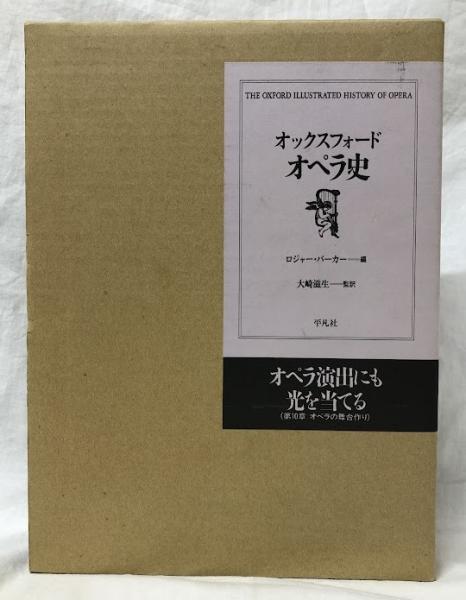 THE OXFORD ILLUSTRATED HISTORY OF OPERA
オックスフォード
オペラ史
ロジャー・パーカー──編
大崎滋生──監訳
平凡社
オペラ演出にも
光を当てる
(第10章 オペラの舞台作り)